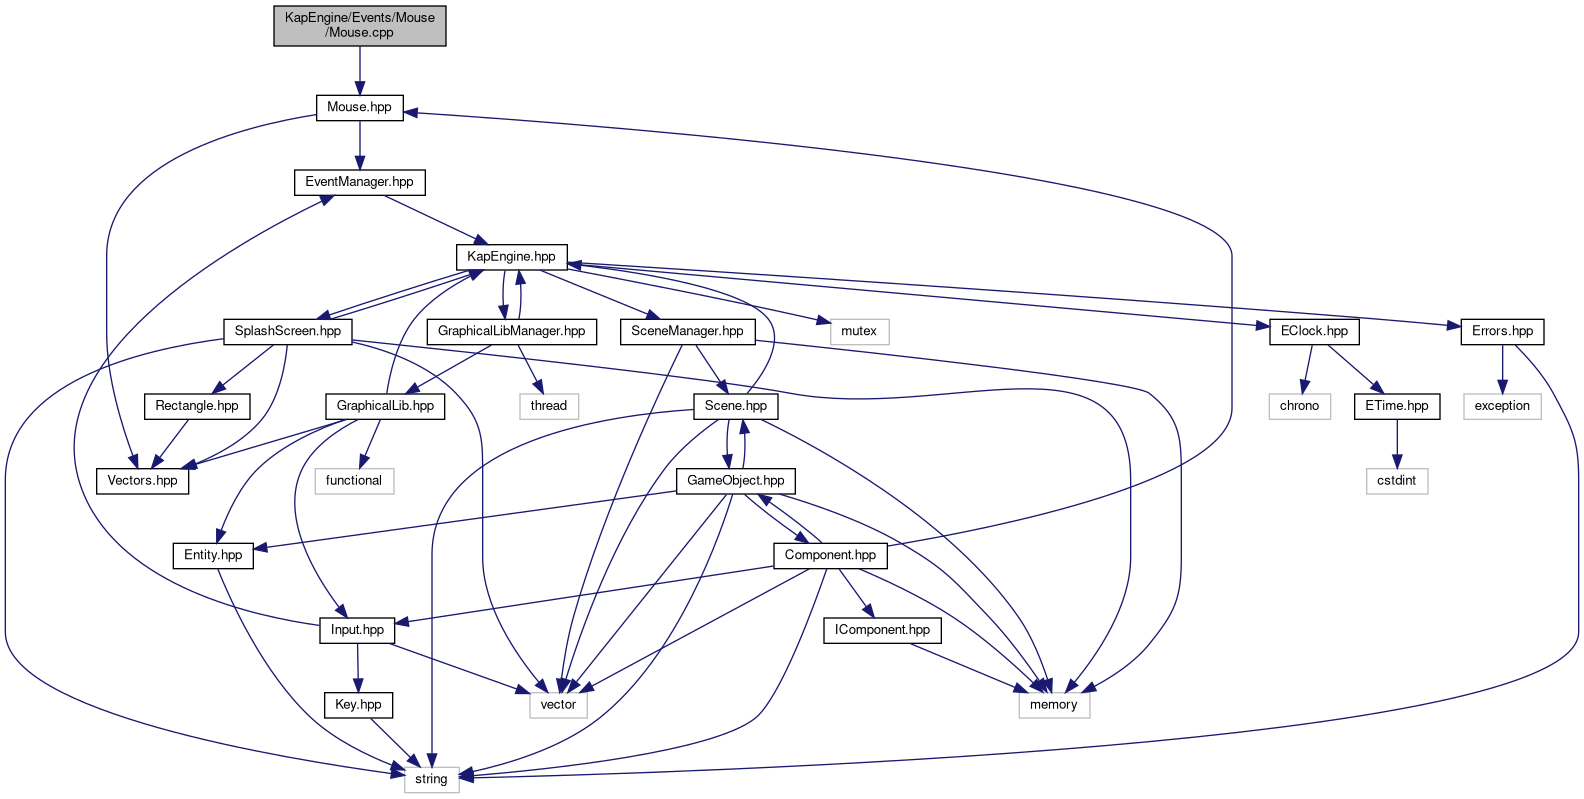 KapEngine/Events/Mouse
/Mouse.cpp
Mouse.hpp
EventManager.hpp
KapEngine.hpp
SplashScreen.hpp
GraphicalLibManager.hpp
SceneManager.hpp
mutex
EClock.hpp
Errors.hpp
Rectangle.hpp
GraphicalLib.hpp
thread
Scene.hpp
chrono
ETime.hpp
exception
Vectors.hpp
functional
GameObject.hpp
cstdint
Entity.hpp
Component.hpp
Input.hpp
IComponent.hpp
Key.hpp
vector
memory
string